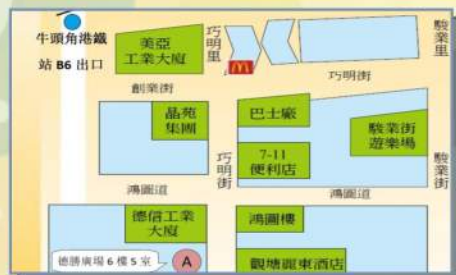 牛頭角港鐵
站 B6 出口
美亞
工業大廈
巧明里
巧明街
駿業里
創業街
晶苑
集團
巴士廠
駿業街
遊樂場
7-11
便利店
巧明街
駿業街
鴻圖道
鴻圖道
德信工業
大廈
鴻圖樓
德勝廣場 6 樓 5 室
A
觀塘麗東酒店